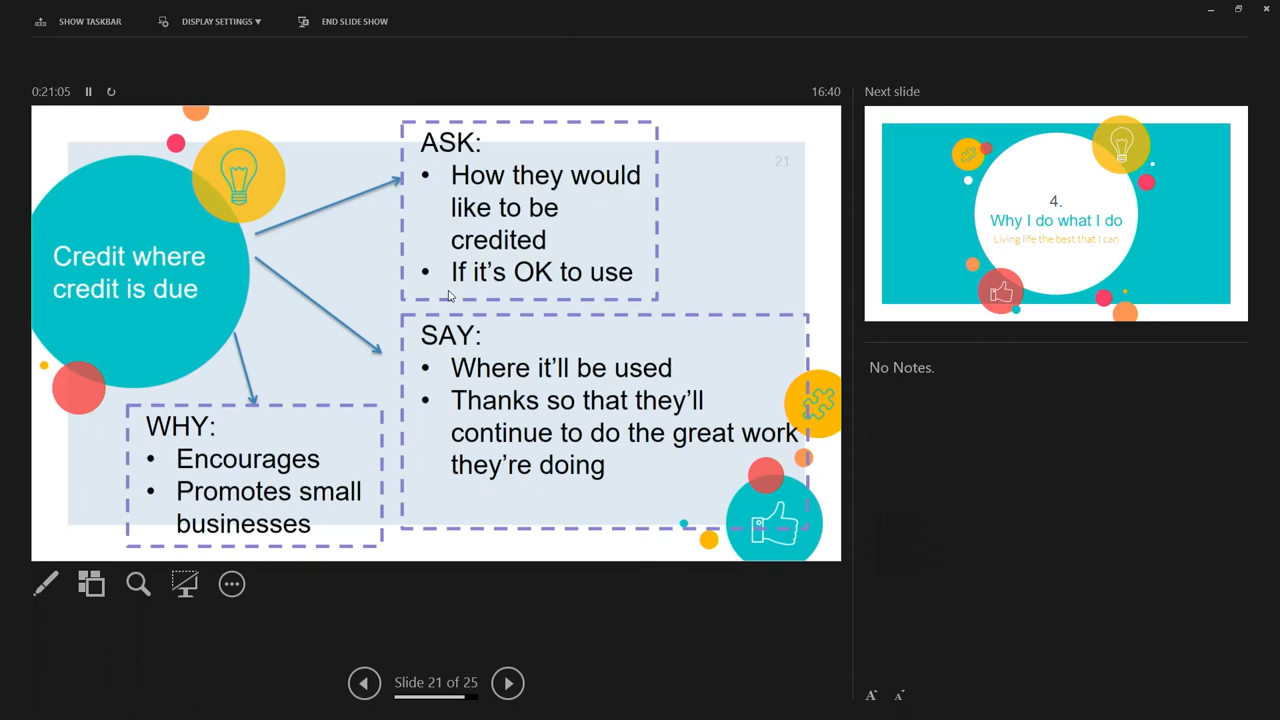 SHOW TASKBAR
DISPLAY SETTINGS ▼
END SLIDE SHOW
0:21:05
16:40
Next slide
21
Credit where
credit is due
ASK:
• How they would
like to be
credited
• If it’s OK to use
SAY:
• Where it’ll be used
• Thanks so that they’ll
continue to do the great work
they’re doing
WHY:
• Encourages
• Promotes small
businesses
4.
Why I do what I do
Living life the best that I can
No Notes.
Slide 21 of 25
A
A